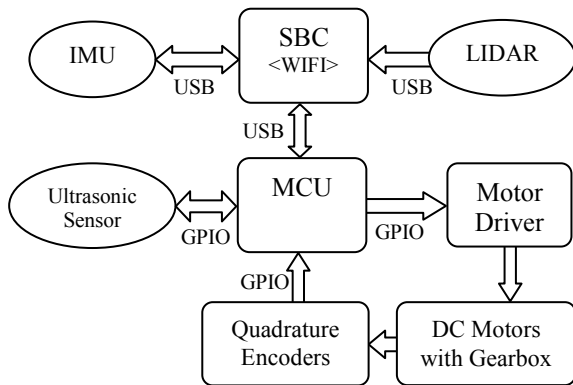 IMU
SBC
<WIFI>
LIDAR
USB
USB
USB
Ultrasonic
Sensor
MCU
Motor
Driver
GPIO
GPIO
GPIO
Quadrature
Encoders
DC Motors
with Gearbox